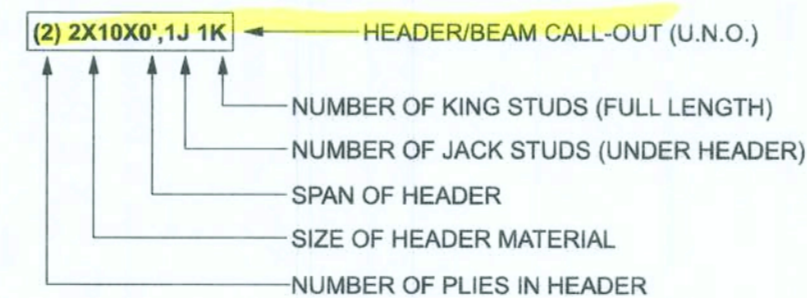 (2) 2X10X0',1J 1K HEADER/BEAM CALL-OUT (U.N.O.)
NUMBER OF KING STUDS (FULL LENGTH)
NUMBER OF JACK STUDS (UNDER HEADER)
SPAN OF HEADER
SIZE OF HEADER MATERIAL
NUMBER OF PLIES IN HEADER